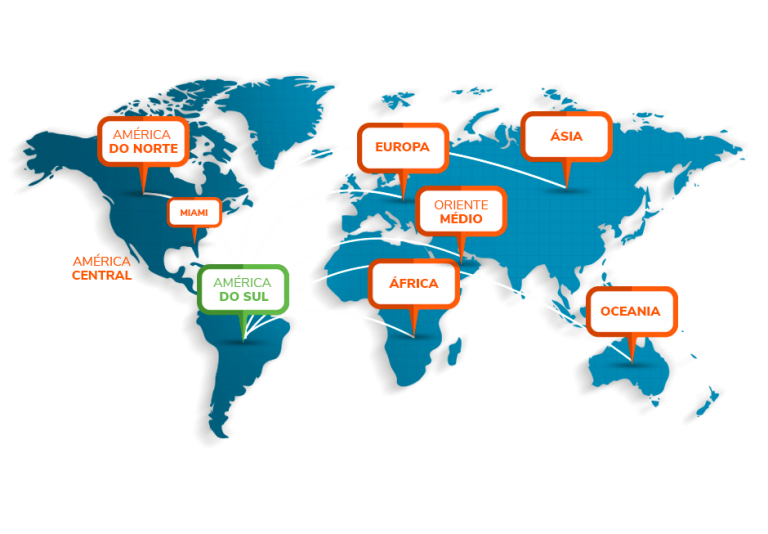 AMÉRICA
DO NORTE
MIAMI
AMÉRICA
CENTRAL
AMÉRICA
DO SUL
EUROPA
ORIENTE
MÉDIO
ÁFRICA
ÁSIA
OCEANIA